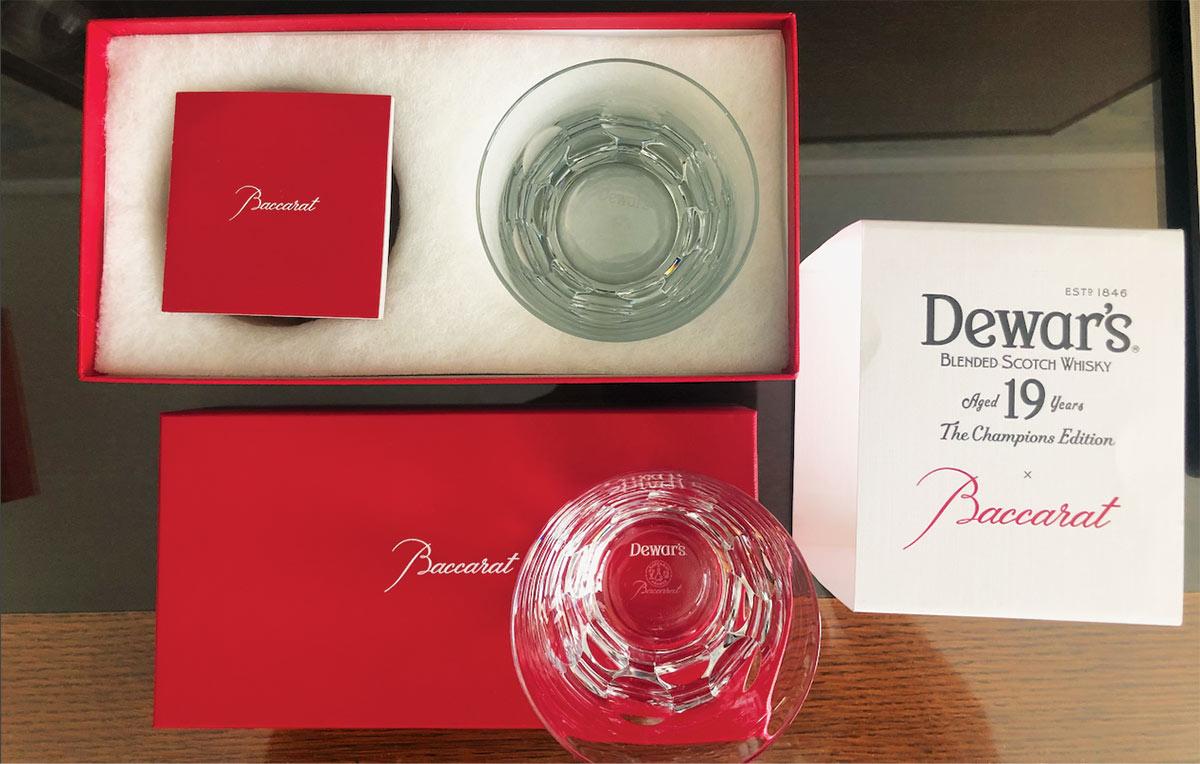 Baccarat
ESTD 1846
Dewar's®
BLENDED SCOTCH WHISKY
Aged 19 Years
The Champions Edition
×
Baccarat
Baccarat
DEWAR'S
Baccarat